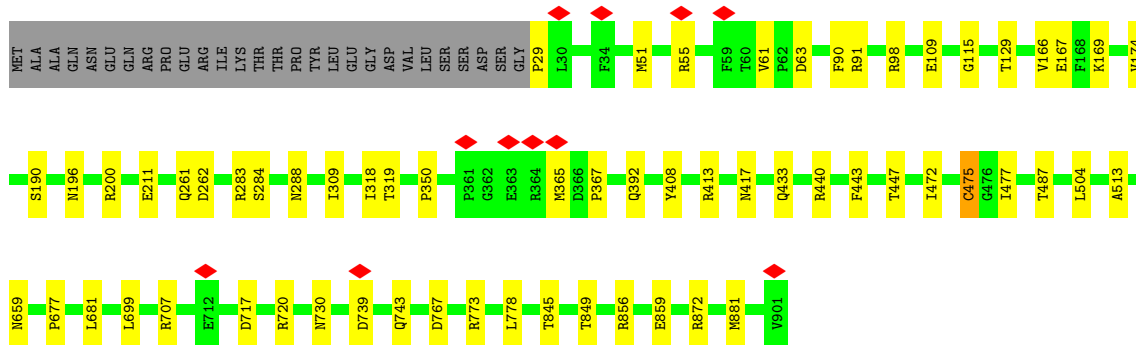 MET ALA ALA GLN ASN GLU GLU GLN ARG PRO GLU ARG ILE LYS THR THR PRO TYR LEU GLU GLY ASP VAL LEU SER SER ASP SER GLY P29 L30 F34 M51 R55 F59 T60 V61 P62 D63 F90 R91 R98 E109 G115 T129 V166 E167 F168 K169 V174
S190 N196 R200 E211 Q261 D262 R283 S284 N288 I309 I318 T319 P350 P361 G362 E363 R364 M365 D366 P367 Q392 Y408 R413 N417 Q433 R440 F443 T447 I472 C475 G476 I477 T487 L504 A513
N659 P677 L681 L699 R707 E712 D717 R720 N730 D739 Q743 D767 R773 L778 T845 T849 R856 E859 R872 M881 V901